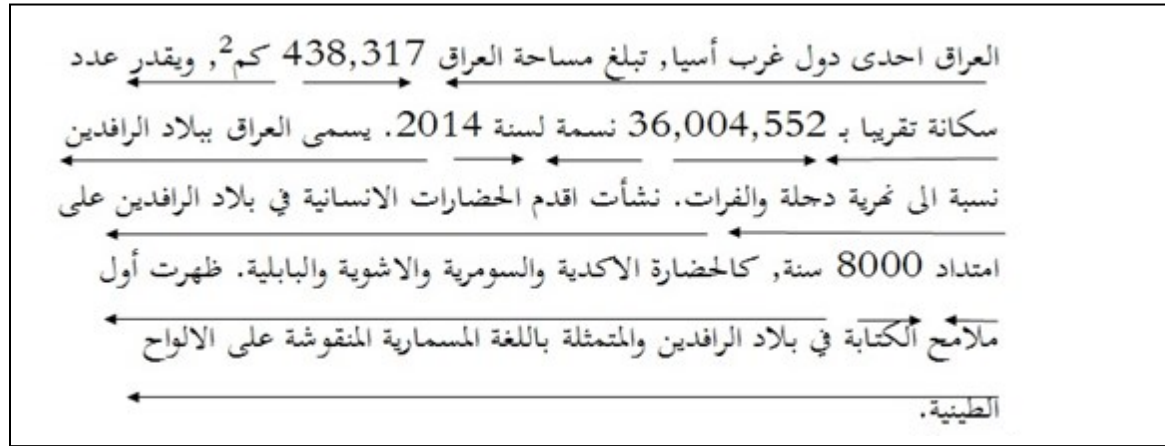 العراق احدى دول غرب أسيا, تبلغ مساحة العراق 438,317 كم², ويقدر عدد
سكانة تقريبا بـ 36,004,552 نسمة لسنة 2014. يسمى العراق ببلاد الرافدين
نسبة الى نهرية دجلة والفرات. نشأت اقدم الحضارات الانسانية في بلاد الرافدين على
امتداد 8000 سنة, كالحضارة الاكدية والسومرية والاشوية والبابلية. ظهرت أول
ملامح الكتابة في بلاد الرافدين والمتمثلة باللغة المسمارية المنقوشة على الالواح
الطينية.